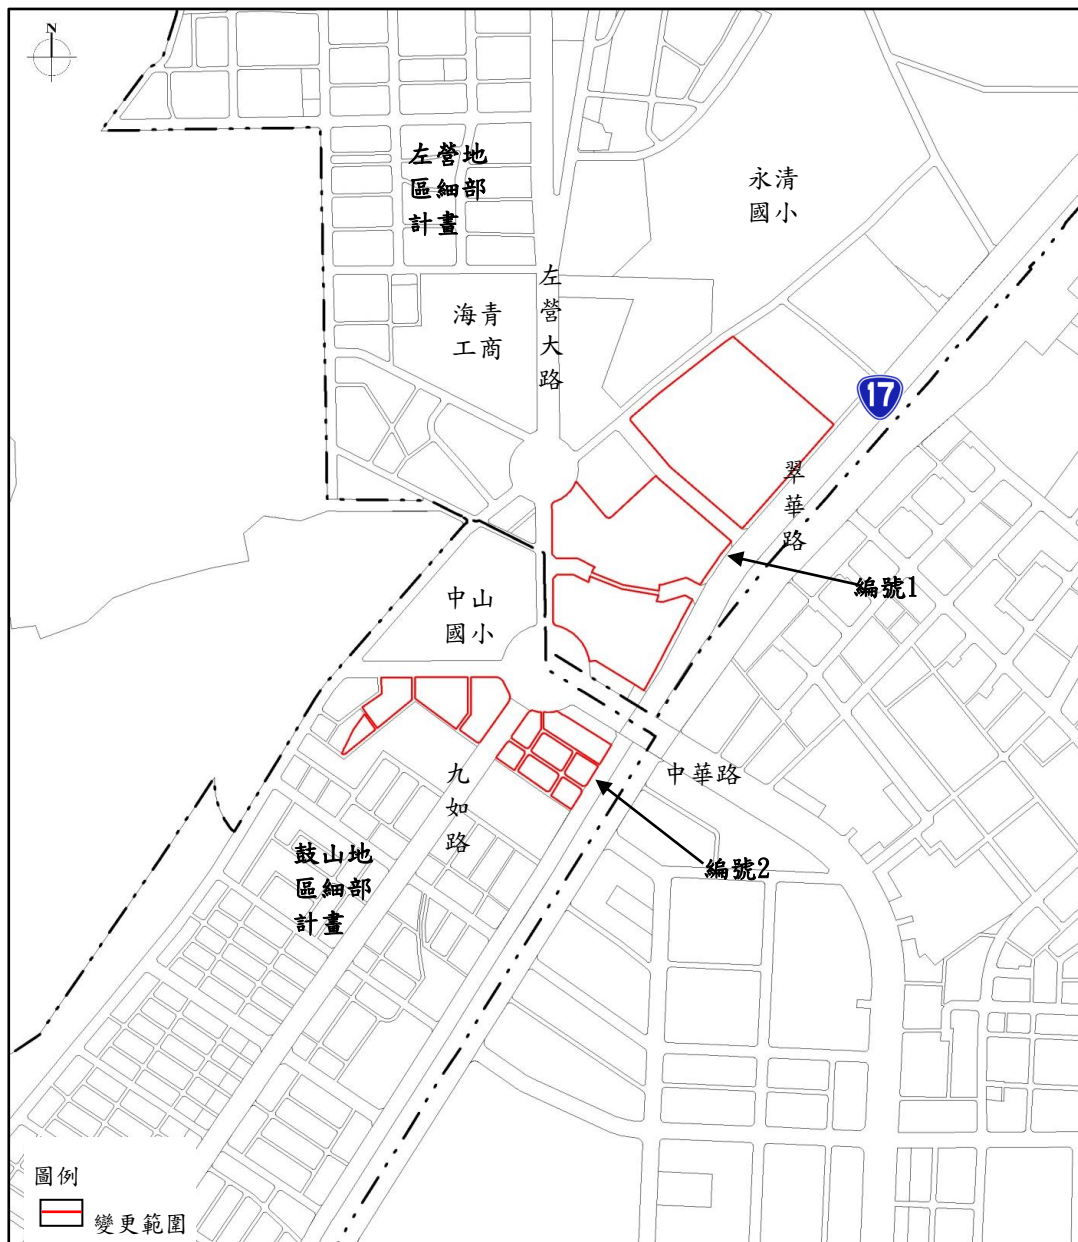 N
左營地
區細部
計畫
永清
國小
左營大路
海青
工商
17
翠華路
編號1
中山
國小
中華路
九如路
編號2
鼓山地
區細部
計畫
圖例
變更範圍